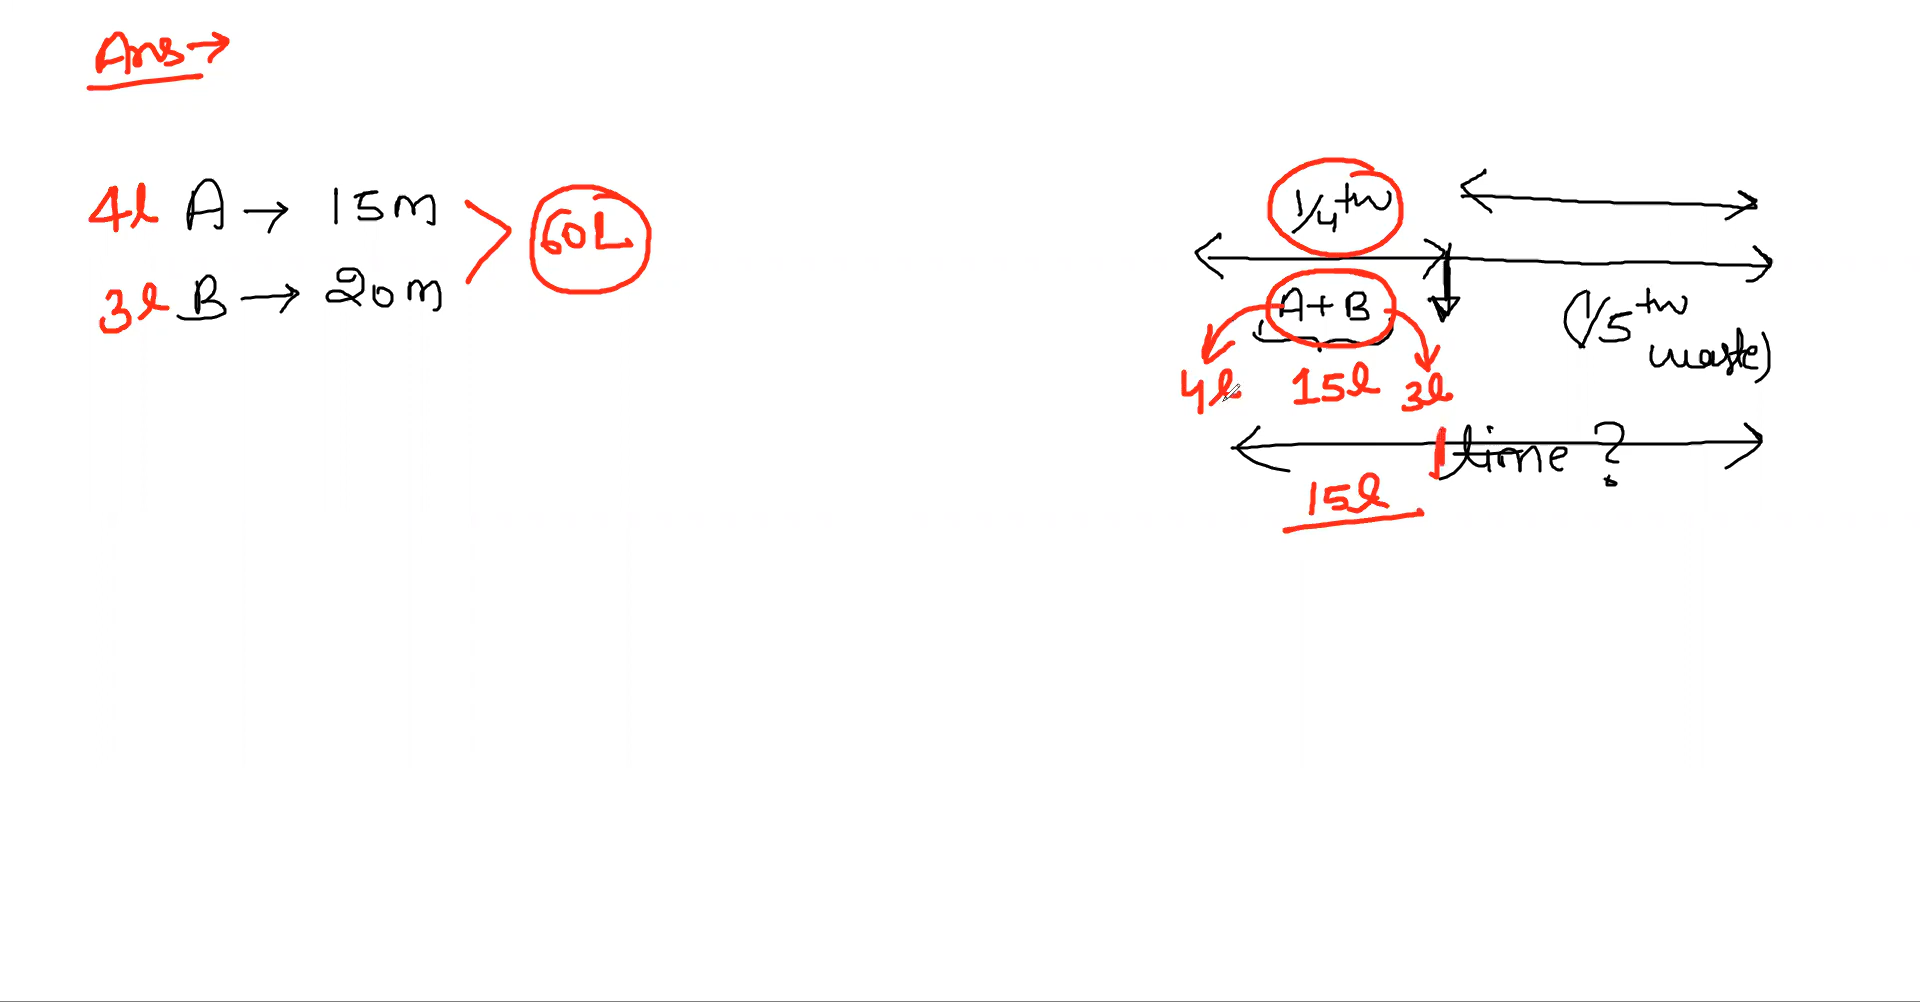 Ans →
4l A → 15m
60L
3l B → 20m
1/4th
A+B
(1/5th
waste)
4l 15l 3l
time ?
15l